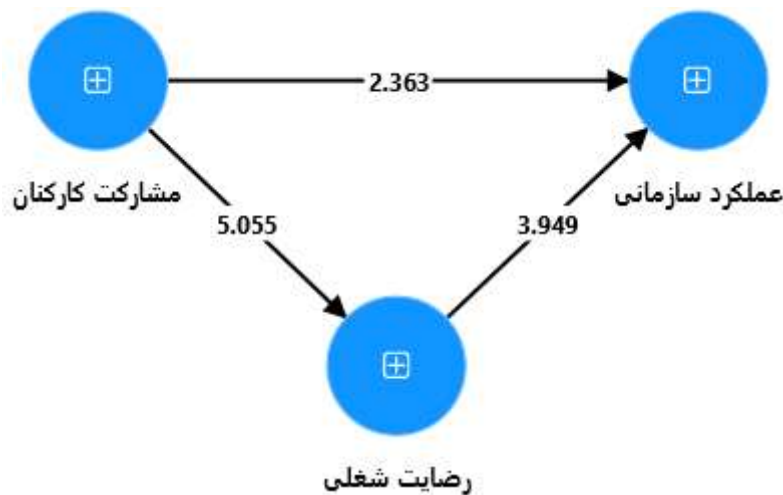 2.363
مشارکت کارکنان
عملکرد سازمانی
5.055
3.949
رضایت شغلی